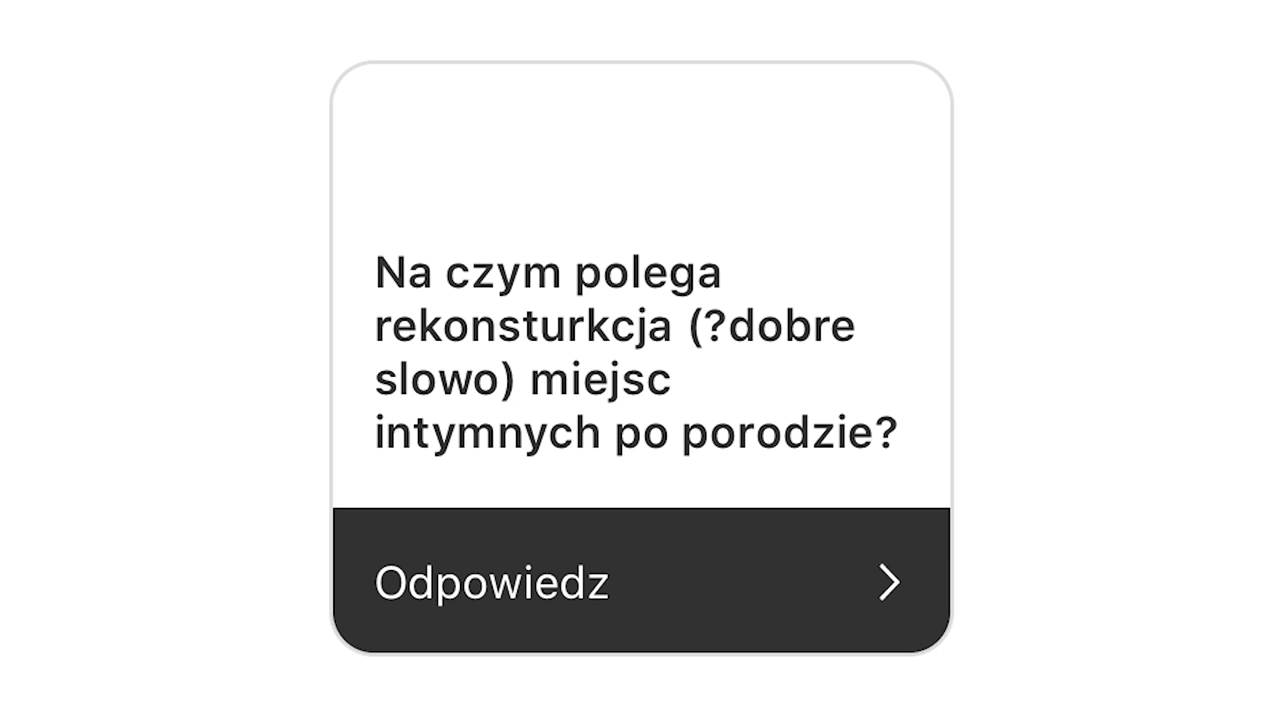 Na czym polega
rekonsturkcja (?dobre
slowo) miejsc
intymnych po porodzie?
Odpowiedz